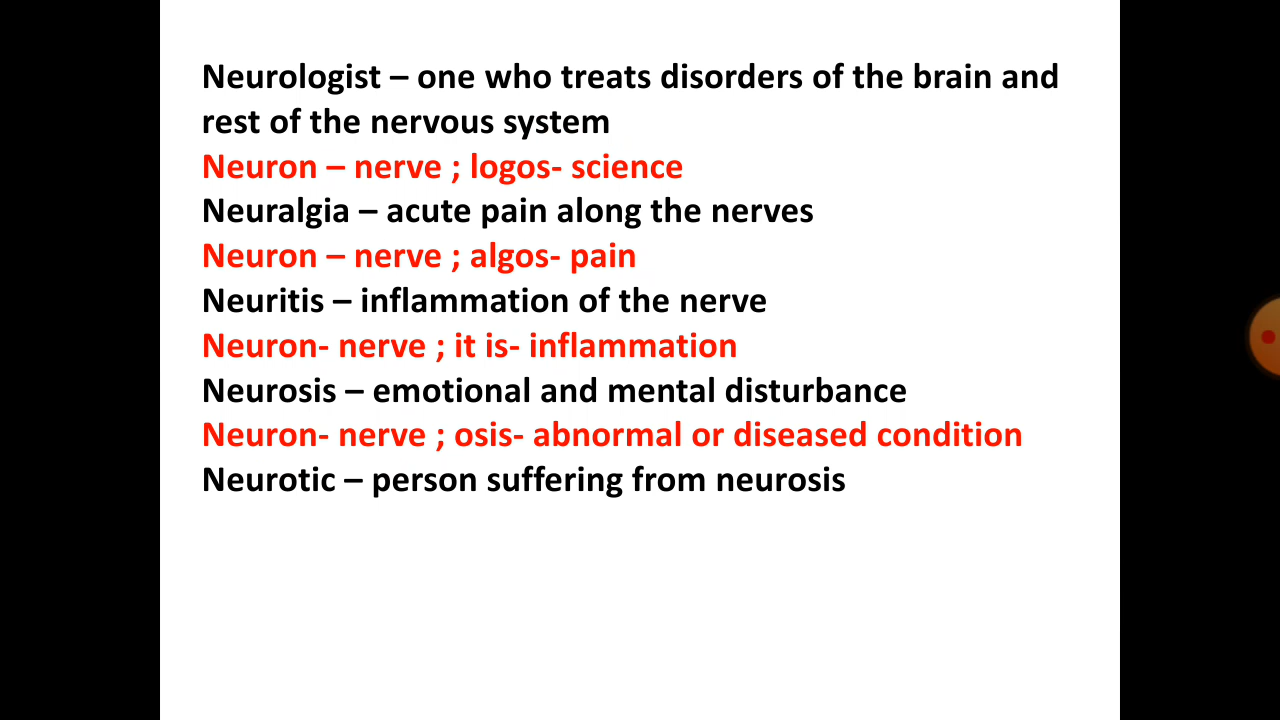 Neurologist – one who treats disorders of the brain and
rest of the nervous system
Neuron – nerve ; logos- science
Neuralgia – acute pain along the nerves
Neuron – nerve ; algos- pain
Neuritis – inflammation of the nerve
Neuron- nerve ; it is- inflammation
Neurosis – emotional and mental disturbance
Neuron- nerve ; osis- abnormal or diseased condition
Neurotic – person suffering from neurosis